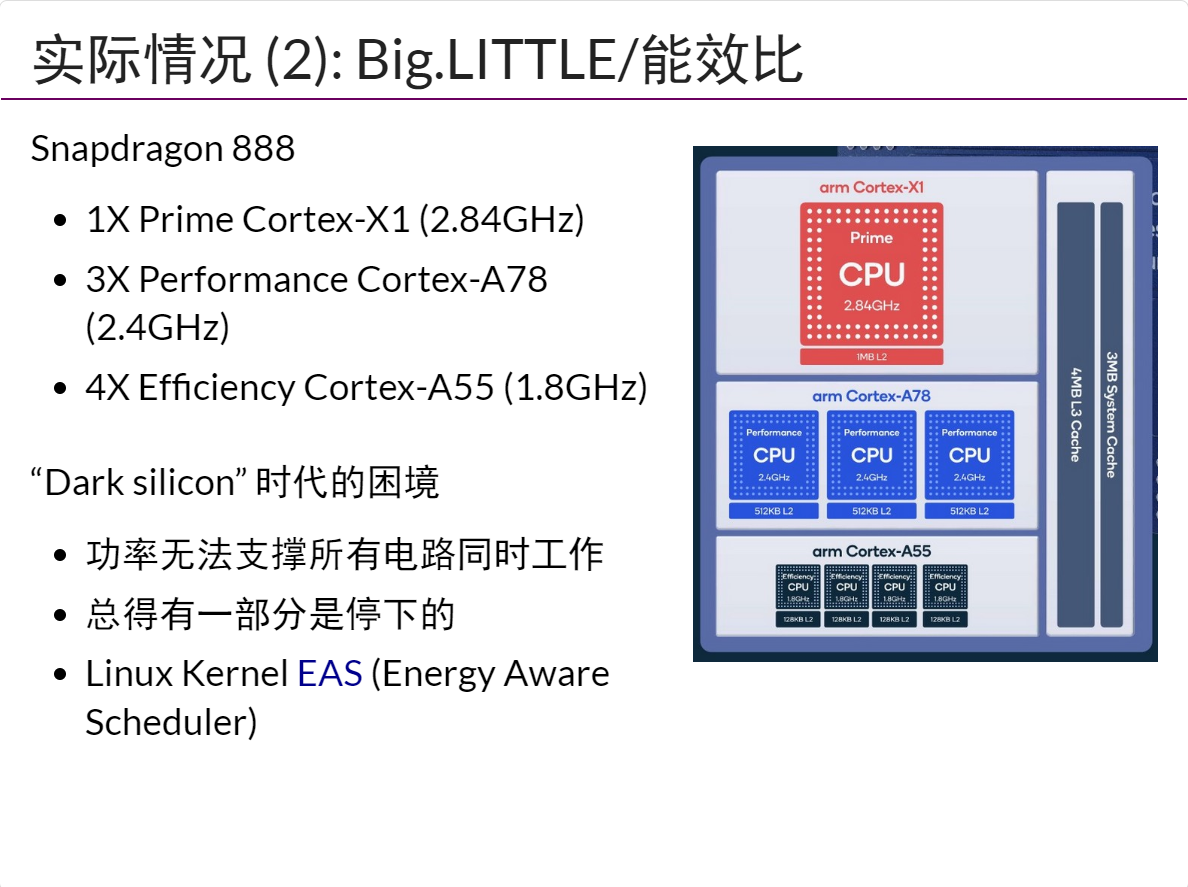 实际情况 (2): Big.LITTLE/能效比
Snapdragon 888
• 1X Prime Cortex-X1 (2.84GHz)
• 3X Performance Cortex-A78
(2.4GHz)
• 4X Efficiency Cortex-A55 (1.8GHz)
“Dark silicon” 时代的困境
• 功率无法支撑所有电路同时工作
• 总得有一部分是停下的
• Linux Kernel EAS (Energy Aware
Scheduler)
arm Cortex-X1
Prime
CPU
2.84GHz
1MB L2
arm Cortex-A78
Performance Performance Performance
CPU CPU CPU
2.4GHz 2.4GHz 2.4GHz
512KB L2 512KB L2 512KB L2
arm Cortex-A55
Efficiency Efficiency Efficiency Efficiency
CPU CPU CPU CPU
1.8GHz 1.8GHz 1.8GHz 1.8GHz
128KB L2 128KB L2 128KB L2 128KB L2
4MB L3 Cache
3MB System Cache